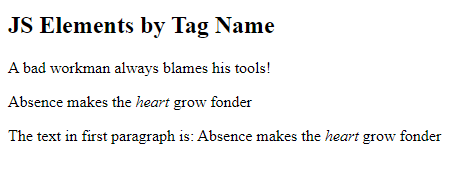 JS Elements by Tag Name
A bad workman always blames his tools!
Absence makes the heart grow fonder
The text in first paragraph is: Absence makes the heart grow fonder